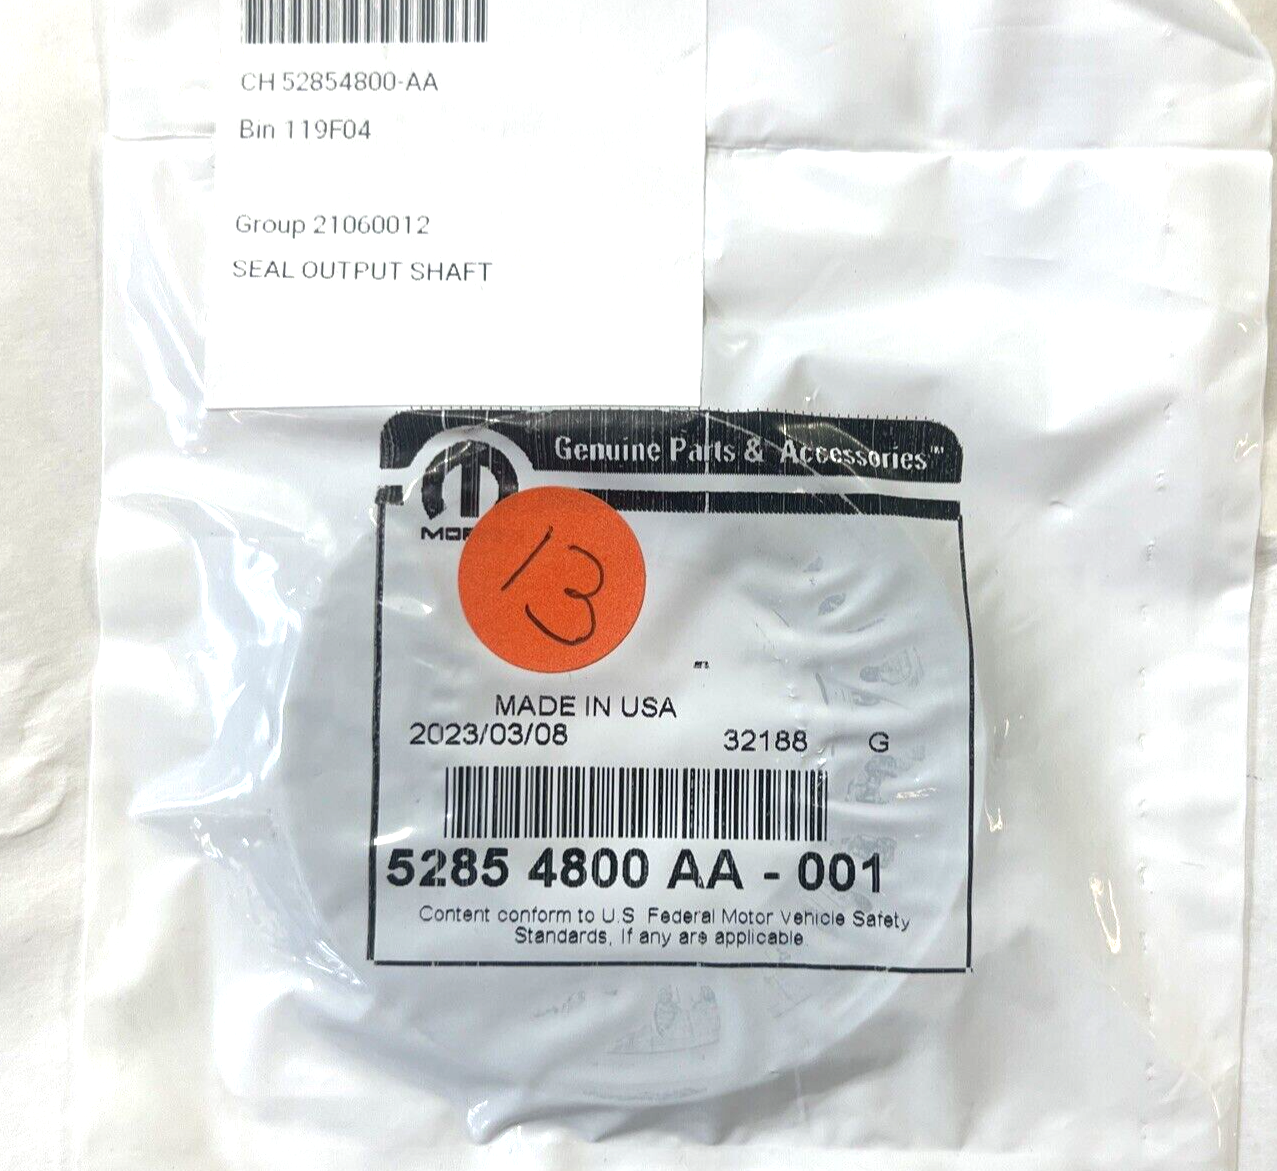 CH 52854800-AA
Bin 119F04
Group 21060012
SEAL OUTPUT SHAFT
Genuine Parts & Accessories™
13
MADE IN USA
2023/03/08 32188 G
5285 4800 AA - 001
Content conform to U.S Federal Motor Vehicle Safety
Standards, If any are applicable